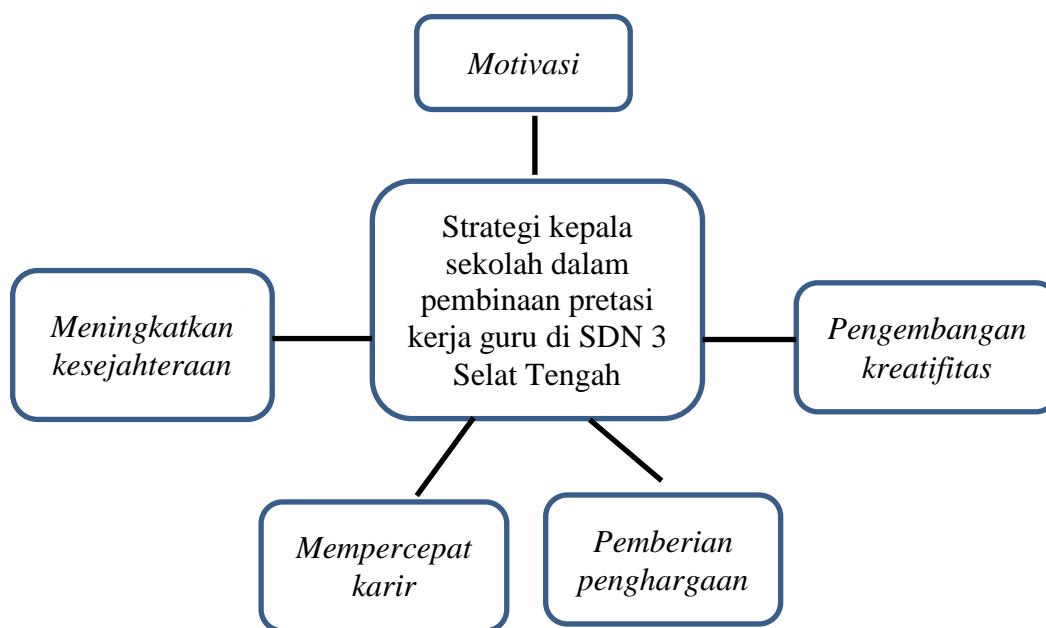 Motivasi
Strategi kepala
sekolah dalam
pembinaan pretasi
kerja guru di SDN 3
Selat Tengah
Meningkatkan
kesejahteraan
Pengembangan
kreatifitas
Mempercepat
karir
Pemberian
penghargaan